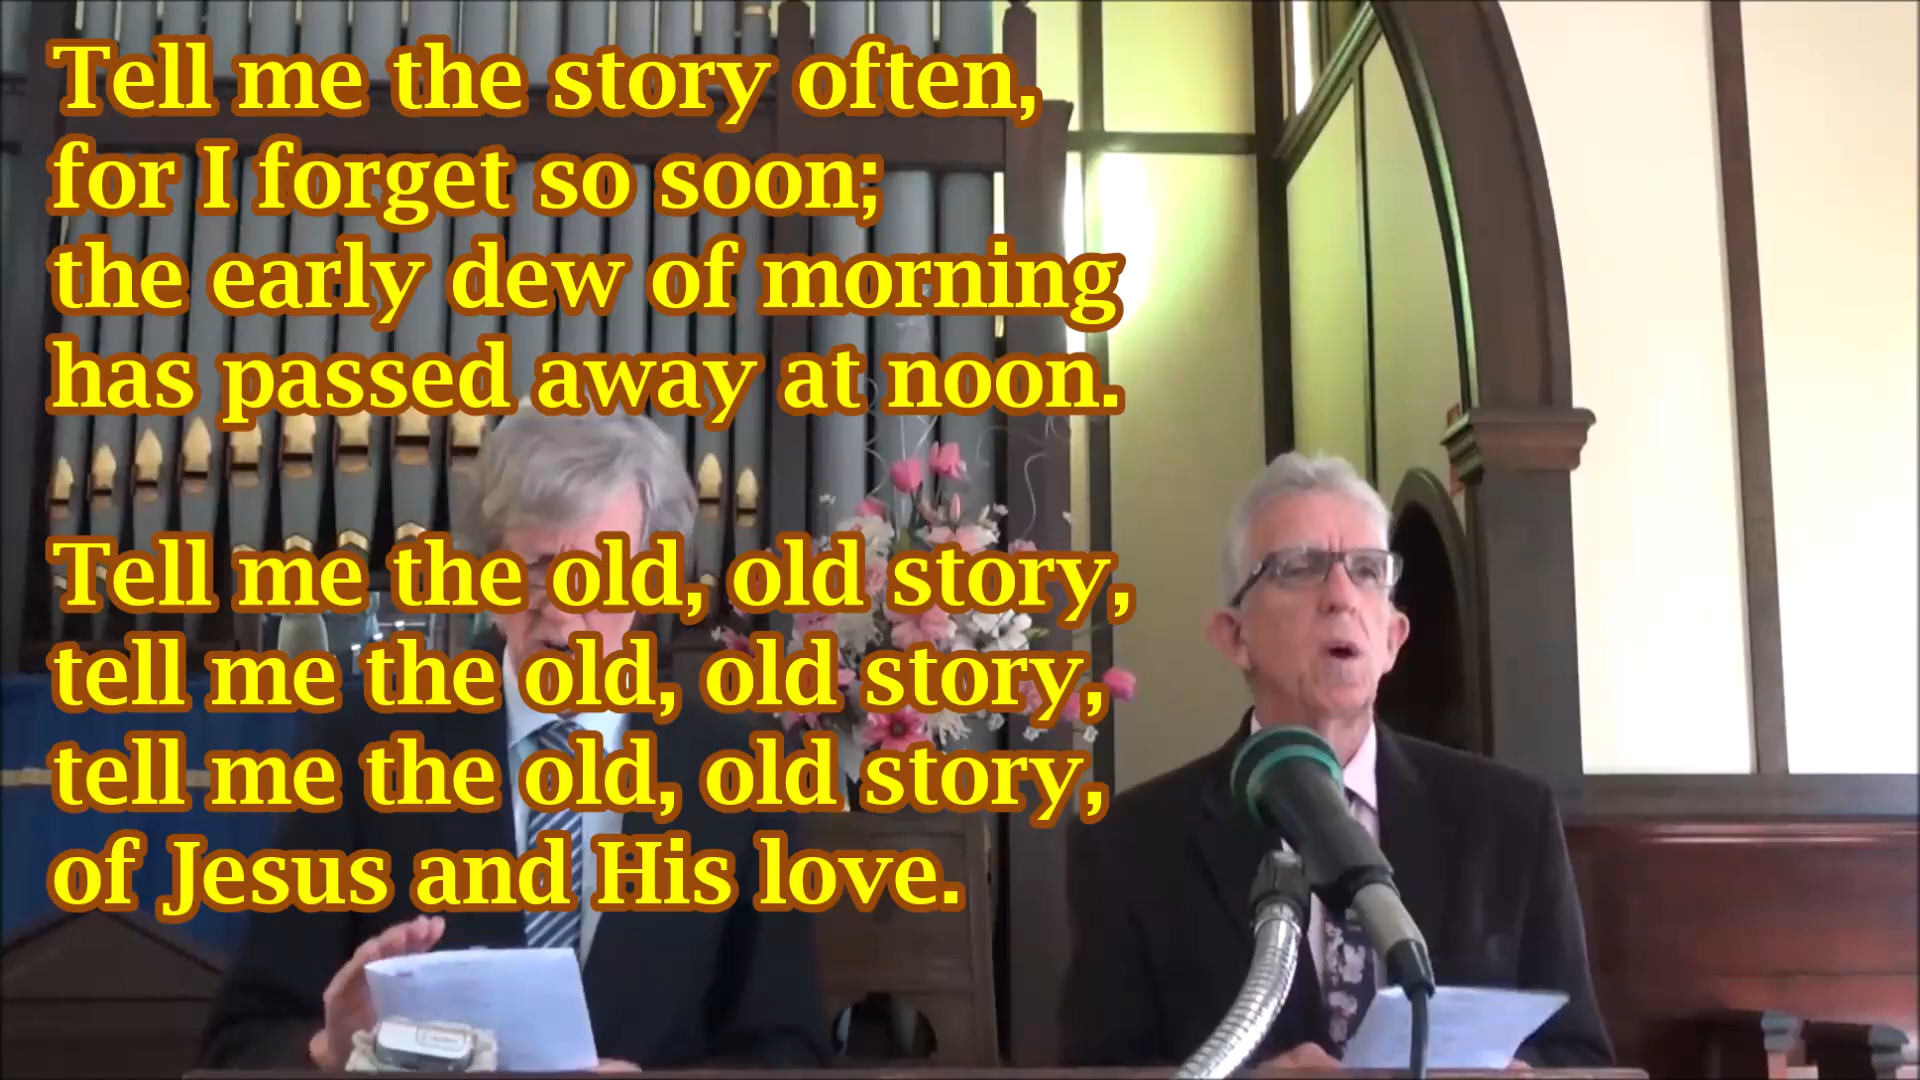 Tell me the story often,
for I forget so soon;
the early dew of morning
has passed away at noon.
Tell me the old, old story,
tell me the old, old story,
tell me the old, old story,
of Jesus and His love.